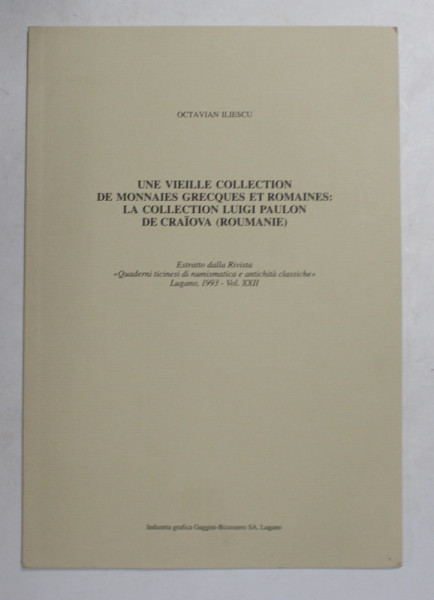 OCTAVIAN ILIESCU
UNE VIEILLE COLLECTION
DE MONNAIES GRECQUES ET ROMAINES:
LA COLLECTION LUIGI PAULON
DE CRAÏOVA (ROUMANIE)
Estratto dalla Rivista
«Quaderni ticinesi di numismatica e antichità classiche»
Lugano, 1993 - Vol. XXII
Industria grafica Gaggini-Bizzozero SA, Lugano